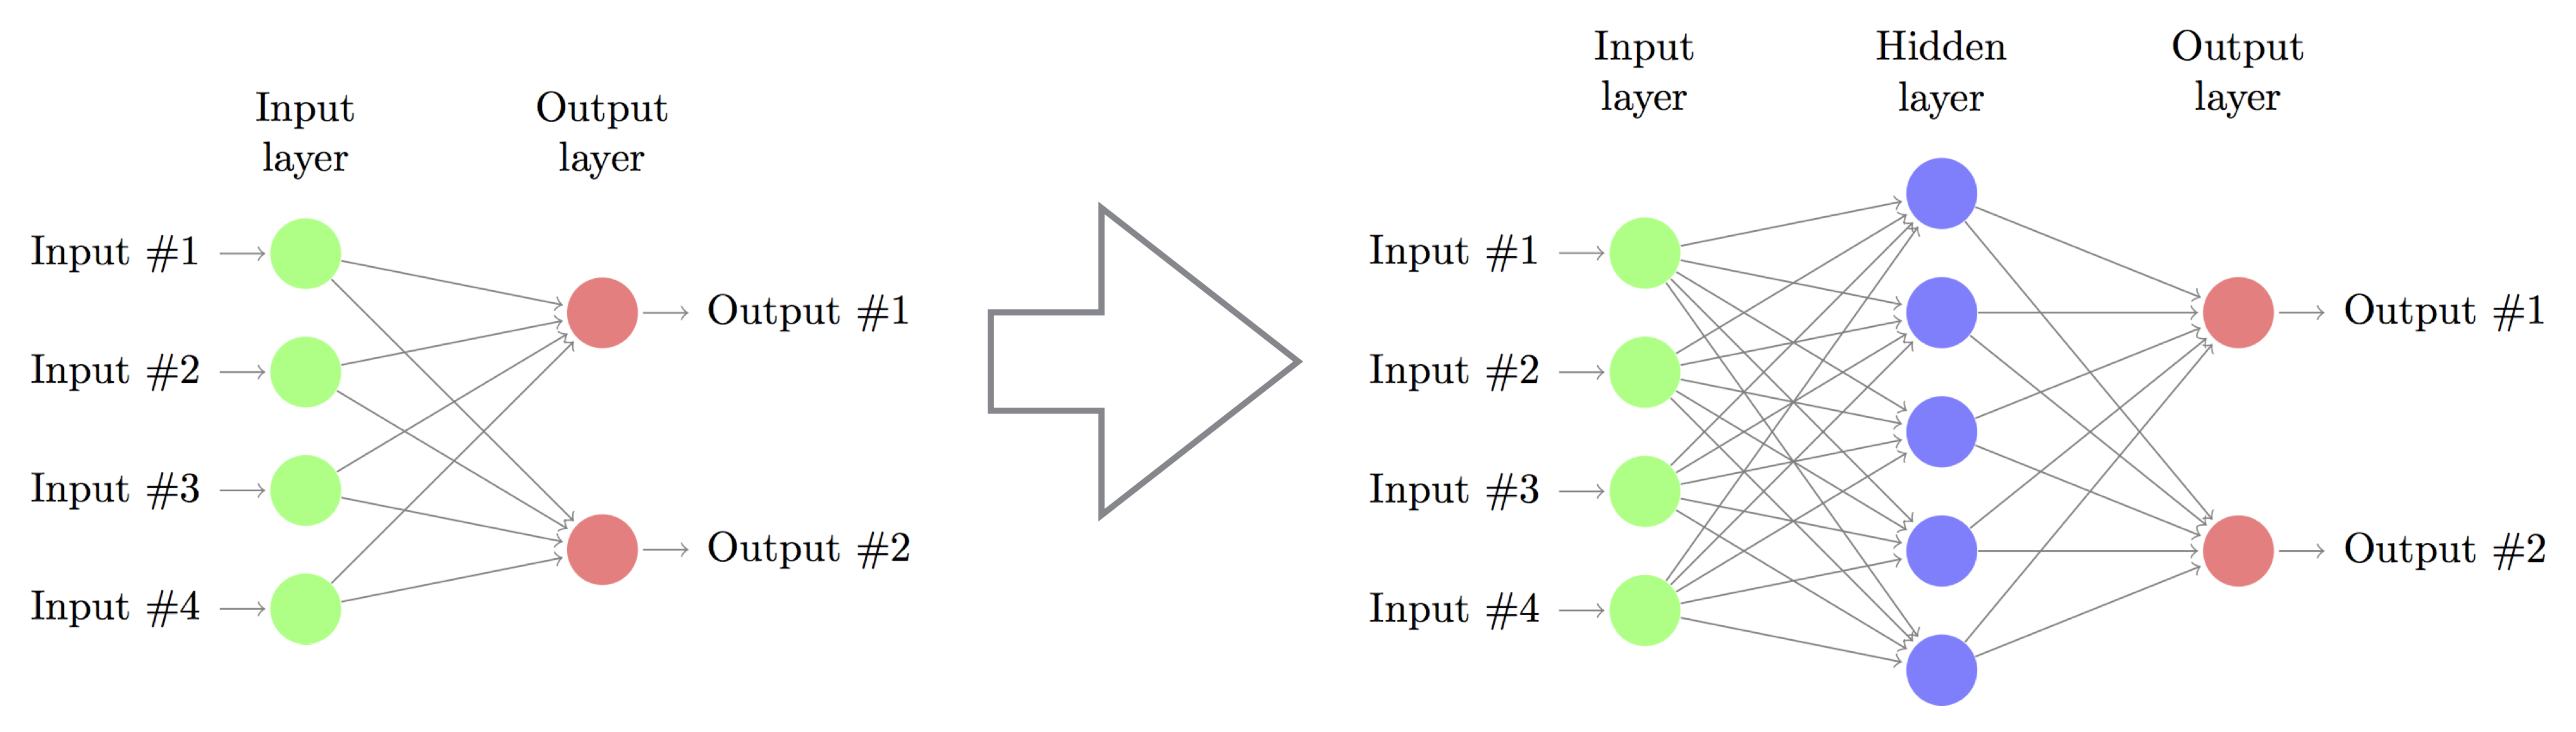 Input
layer
Output
layer
Input #1
Input #2
Input #3
Input #4
Output #1
Output #2
Input
layer
Hidden
layer
Output
layer
Input #1
Input #2
Input #3
Input #4
Output #1
Output #2